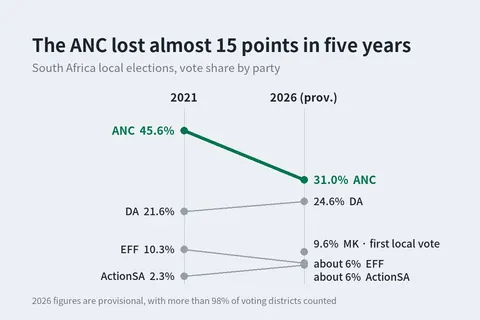 The ANC lost almost 15 points in five years
South Africa local elections, vote share by party
2021 2026 (prov.)
ANC 45.6%
31.0% ANC
24.6% DA
DA 21.6%
9.6% MK · first local vote
EFF 10.3%
about 6% EFF
ActionSA 2.3%
about 6% ActionSA
2026 figures are provisional, with more than 98% of voting districts counted